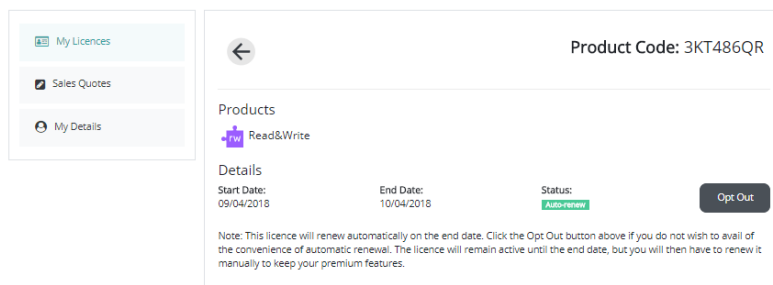 My Licences
Sales Quotes
My Details
Product Code: 3KT486QR
Products
rw Read&Write
Details
Start Date: End Date: Status:
09/04/2018 10/04/2018 Auto-renew
Opt Out
Note: This licence will renew automatically on the end date. Click the Opt Out button above if you do not wish to avail of
the convenience of automatic renewal. The licence will remain active until the end date, but you will then have to renew it
manually to keep your premium features.